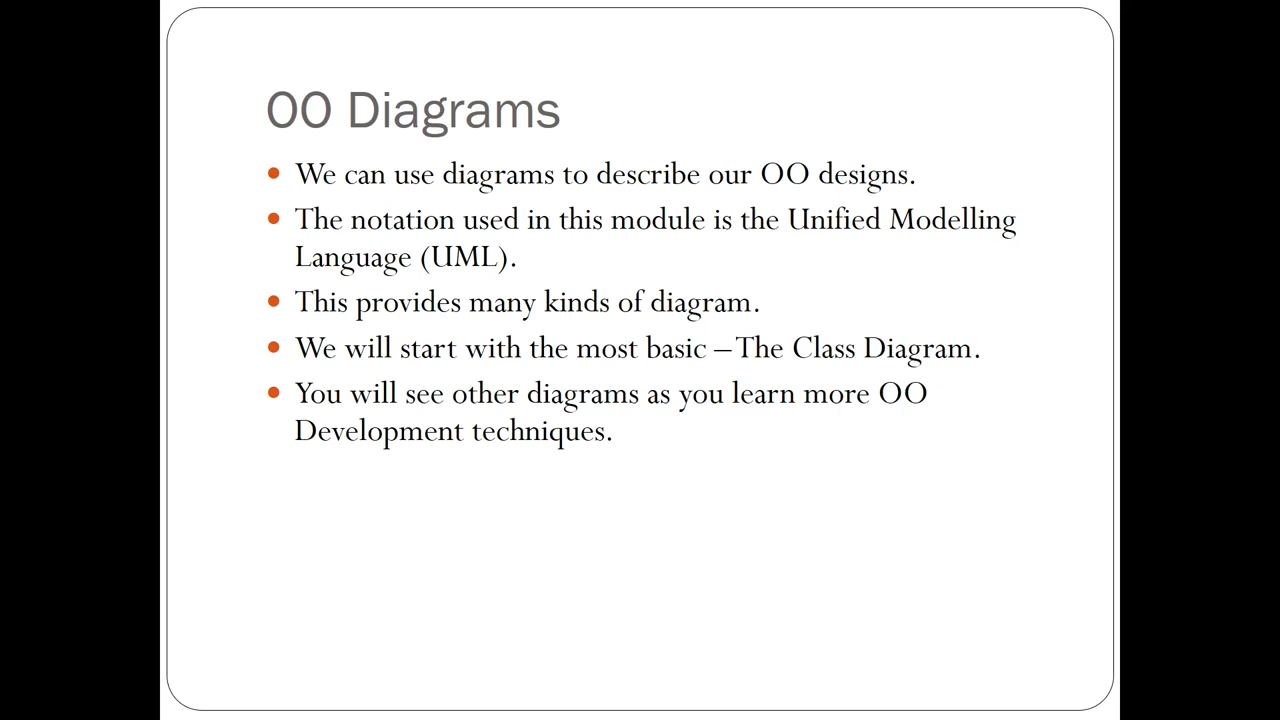 OO Diagrams
We can use diagrams to describe our OO designs.
The notation used in this module is the Unified Modelling
Language (UML).
This provides many kinds of diagram.
We will start with the most basic – The Class Diagram.
You will see other diagrams as you learn more OO
Development techniques.